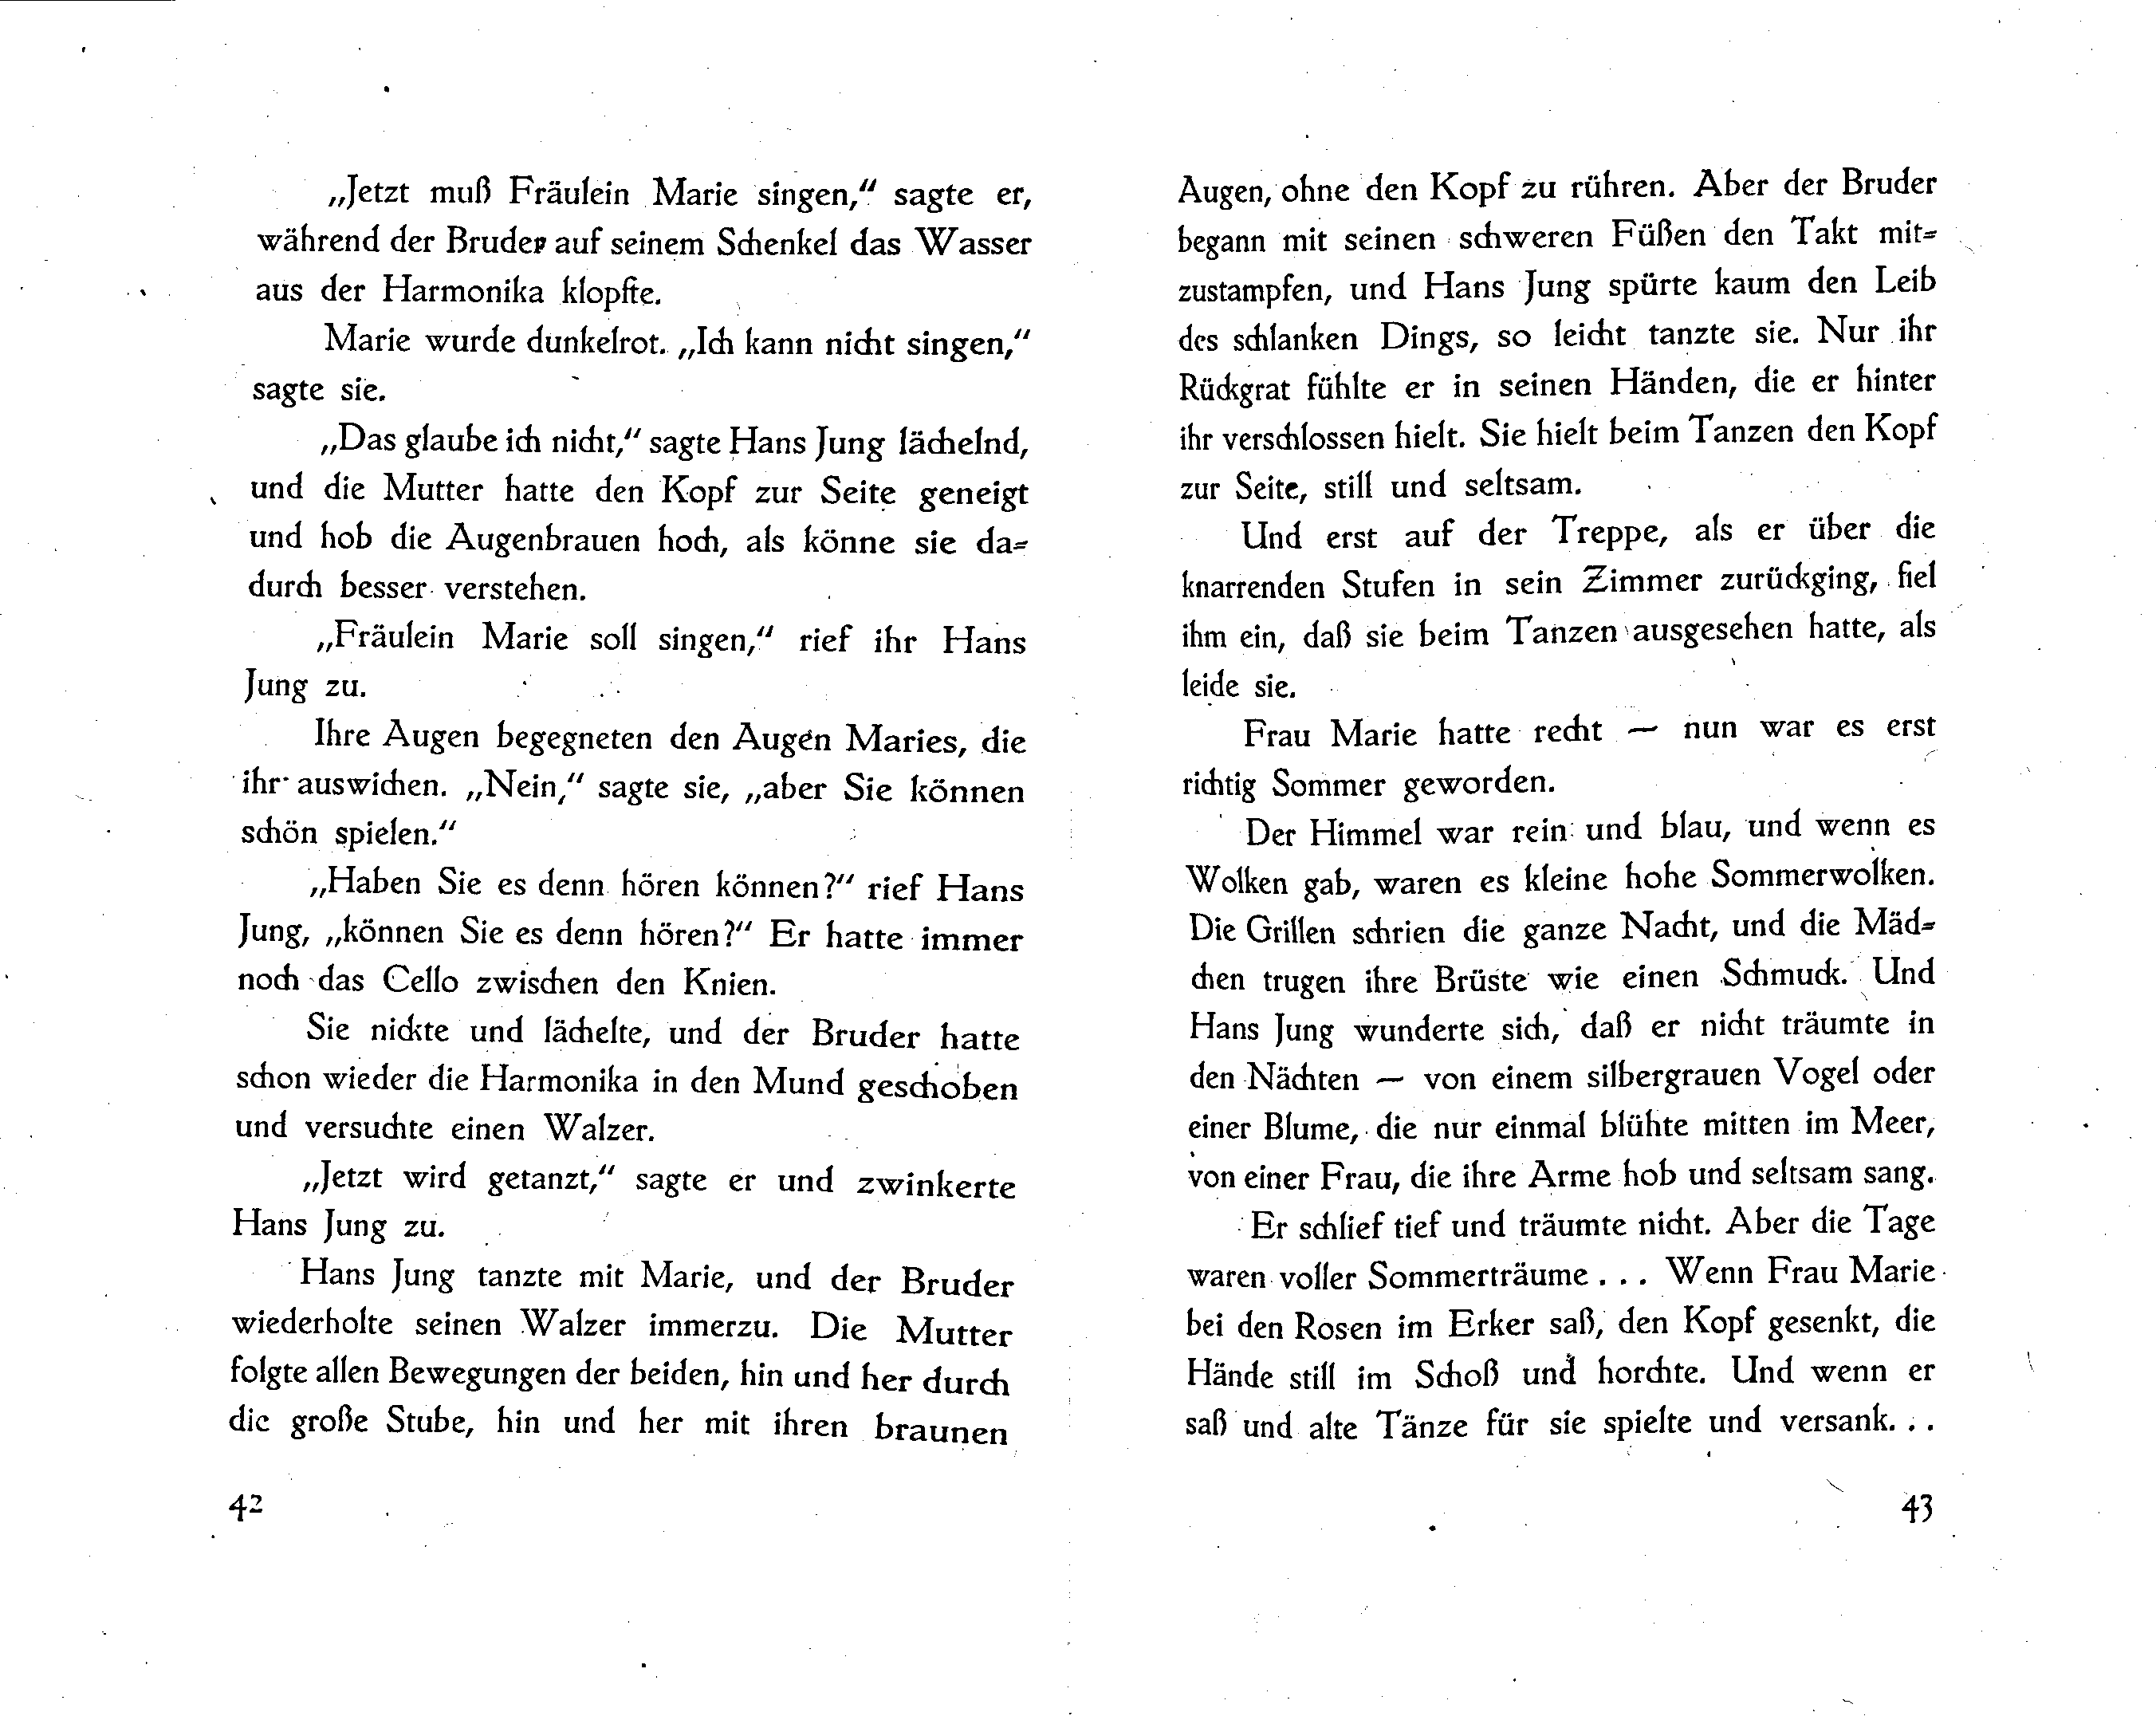 „Jetzt muß Fräulein Marie singen,“ sagte er,
während der Bruder auf seinem Schenkel das Wasser
aus der Harmonika klopfte.
Marie wurde dunkelrot. „Ich kann nicht singen,“
sagte sie.
„Das glaube ich nicht,“ sagte Hans Jung lächelnd,
und die Mutter hatte den Kopf zur Seite geneigt
und hob die Augenbrauen hoch, als könne sie da-
durch besser verstehen.
„Fräulein Marie soll singen,“ rief ihr Hans
Jung zu.
Ihre Augen begegneten den Augen Maries, die
ihr auswichen. „Nein,“ sagte sie, „aber Sie können
schön spielen.“
„Haben Sie es denn hören können?“ rief Hans
Jung, „können Sie es denn hören?“ Er hatte immer
noch das Cello zwischen den Knien.
Sie nickte und lächelte, und der Bruder hatte
schon wieder die Harmonika in den Mund geschoben
und versuchte einen Walzer.
„Jetzt wird getanzt,“ sagte er und zwinkerte
Hans Jung zu.
Hans Jung tanzte mit Marie, und der Bruder
wiederholte seinen Walzer immerzu. Die Mutter
folgte allen Bewegungen der beiden, hin und her durch
die große Stube, hin und her mit ihren braunen
42
Augen, ohne den Kopf zu rühren. Aber der Bruder
begann mit seinen schweren Füßen den Takt mit-
zustampfen, und Hans Jung spürte kaum den Leib
des schlanken Dings, so leicht tanzte sie. Nur ihr
Rückgrat fühlte er in seinen Händen, die er hinter
ihr verschlossen hielt. Sie hielt beim Tanzen den Kopf
zur Seite, still und seltsam.
Und erst auf der Treppe, als er über die
knarrenden Stufen in sein Zimmer zurückging, fiel
ihm ein, daß sie beim Tanzen ausgesehen hatte, als
leide sie.
Frau Marie hatte recht — nun war es erst
richtig Sommer geworden.
Der Himmel war rein und blau, und wenn es
Wolken gab, waren es kleine hohe Sommerwolken.
Die Grillen schrien die ganze Nacht, und die Mäd-
chen trugen ihre Brüste wie einen Schmuck. Und
Hans Jung wunderte sich, daß er nicht träumte in
den Nächten — von einem silbergrauen Vogel oder
einer Blume, die nur einmal blühte mitten im Meer,
von einer Frau, die ihre Arme hob und seltsam sang.
Er schlief tief und träumte nicht. Aber die Tage
waren voller Sommerträume . . . Wenn Frau Marie
bei den Rosen im Erker saß, den Kopf gesenkt, die
Hände still im Schoß und horchte. Und wenn er
saß und alte Tänze für sie spielte und versank. . .
43